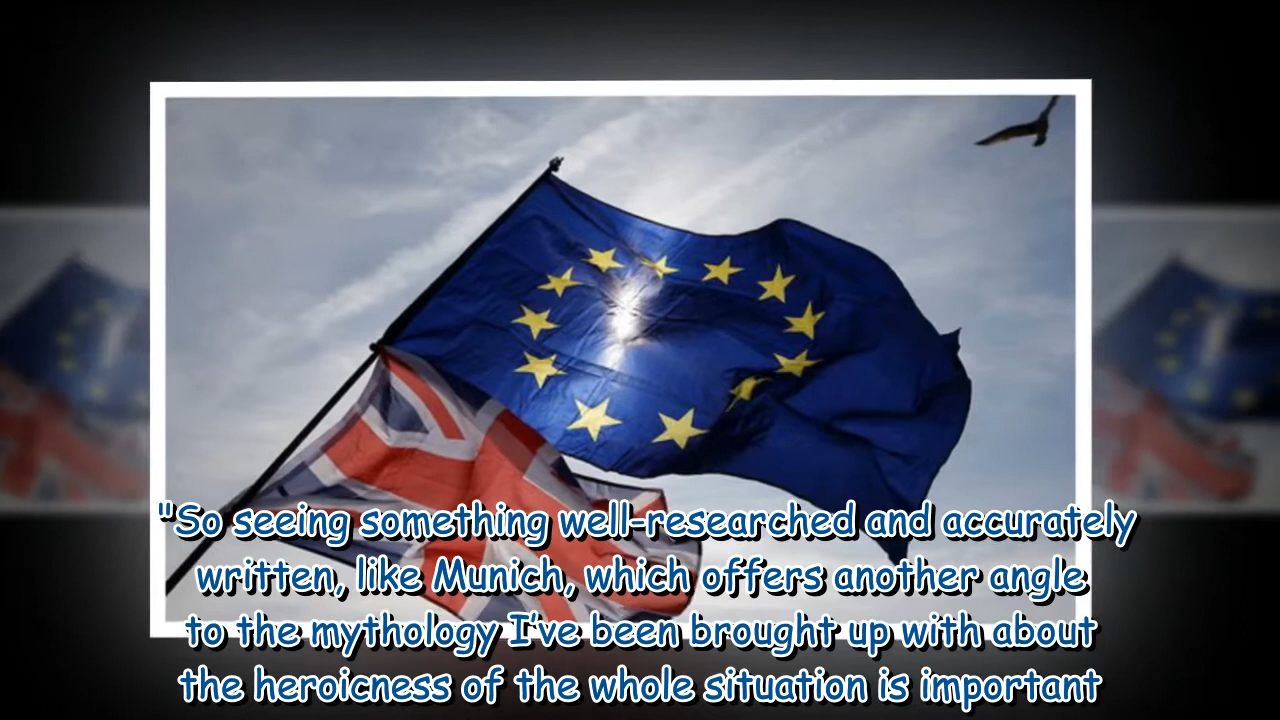 "So seeing something well-researched and accurately
written, like Munich, which offers another angle
to the mythology I've been brought up with about
the heroicness of the whole situation is important